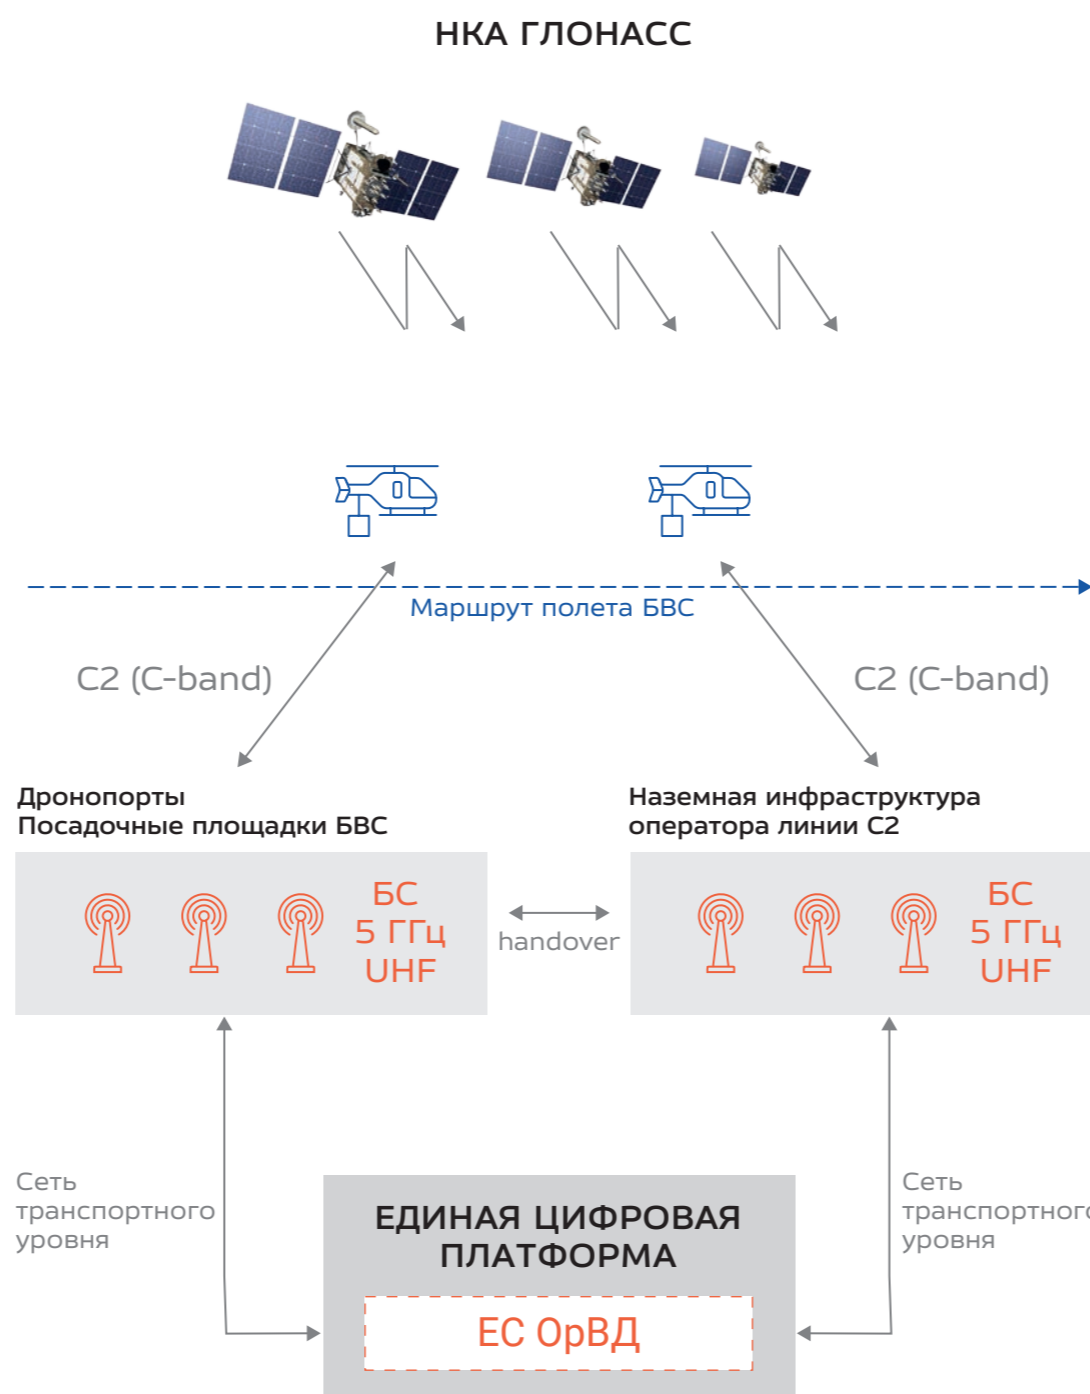 НКА ГЛОНАСС
Маршрут полета БВС
C2 (C-band)
C2 (C-band)
Дронопорты
Посадочные площадки БВС
Наземная инфраструктура
оператора линии С2
БС
5 ГГц
UHF
handover
БС
5 ГГц
UHF
Сеть
транспортного
уровня
Сеть
транспортного
уровня
ЕДИНАЯ ЦИФРОВАЯ
ПЛАТФОРМА
ЕС ОрВД